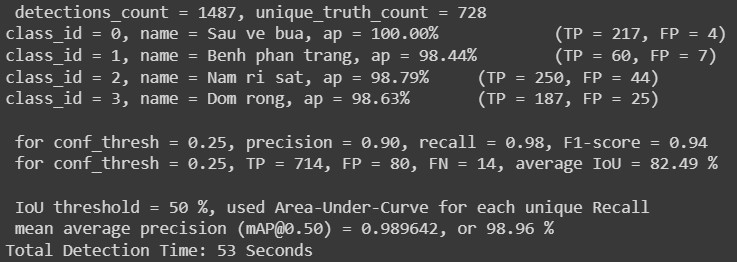 detections_count = 1487, unique_truth_count = 728
class_id = 0, name = Sau ve bua, ap = 100.00% (TP = 217, FP = 4)
class_id = 1, name = Benh phan trang, ap = 98.44% (TP = 60, FP = 7)
class_id = 2, name = Nam ri sat, ap = 98.79% (TP = 250, FP = 44)
class_id = 3, name = Dom rong, ap = 98.63% (TP = 187, FP = 25)
for conf_thresh = 0.25, precision = 0.90, recall = 0.98, F1-score = 0.94
for conf_thresh = 0.25, TP = 714, FP = 80, FN = 14, average IoU = 82.49 %
IoU threshold = 50 %, used Area-Under-Curve for each unique Recall
mean average precision (mAP@0.50) = 0.989642, or 98.96 %
Total Detection Time: 53 Seconds